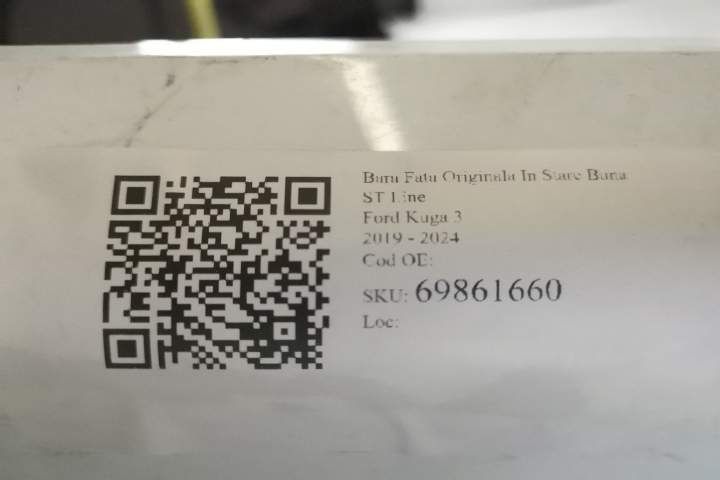 Bara Fata Originala In Stare Buna
ST Line
Ford Kuga 3
2019 - 2024
Cod OE:
SKU: 69861660
Loc: